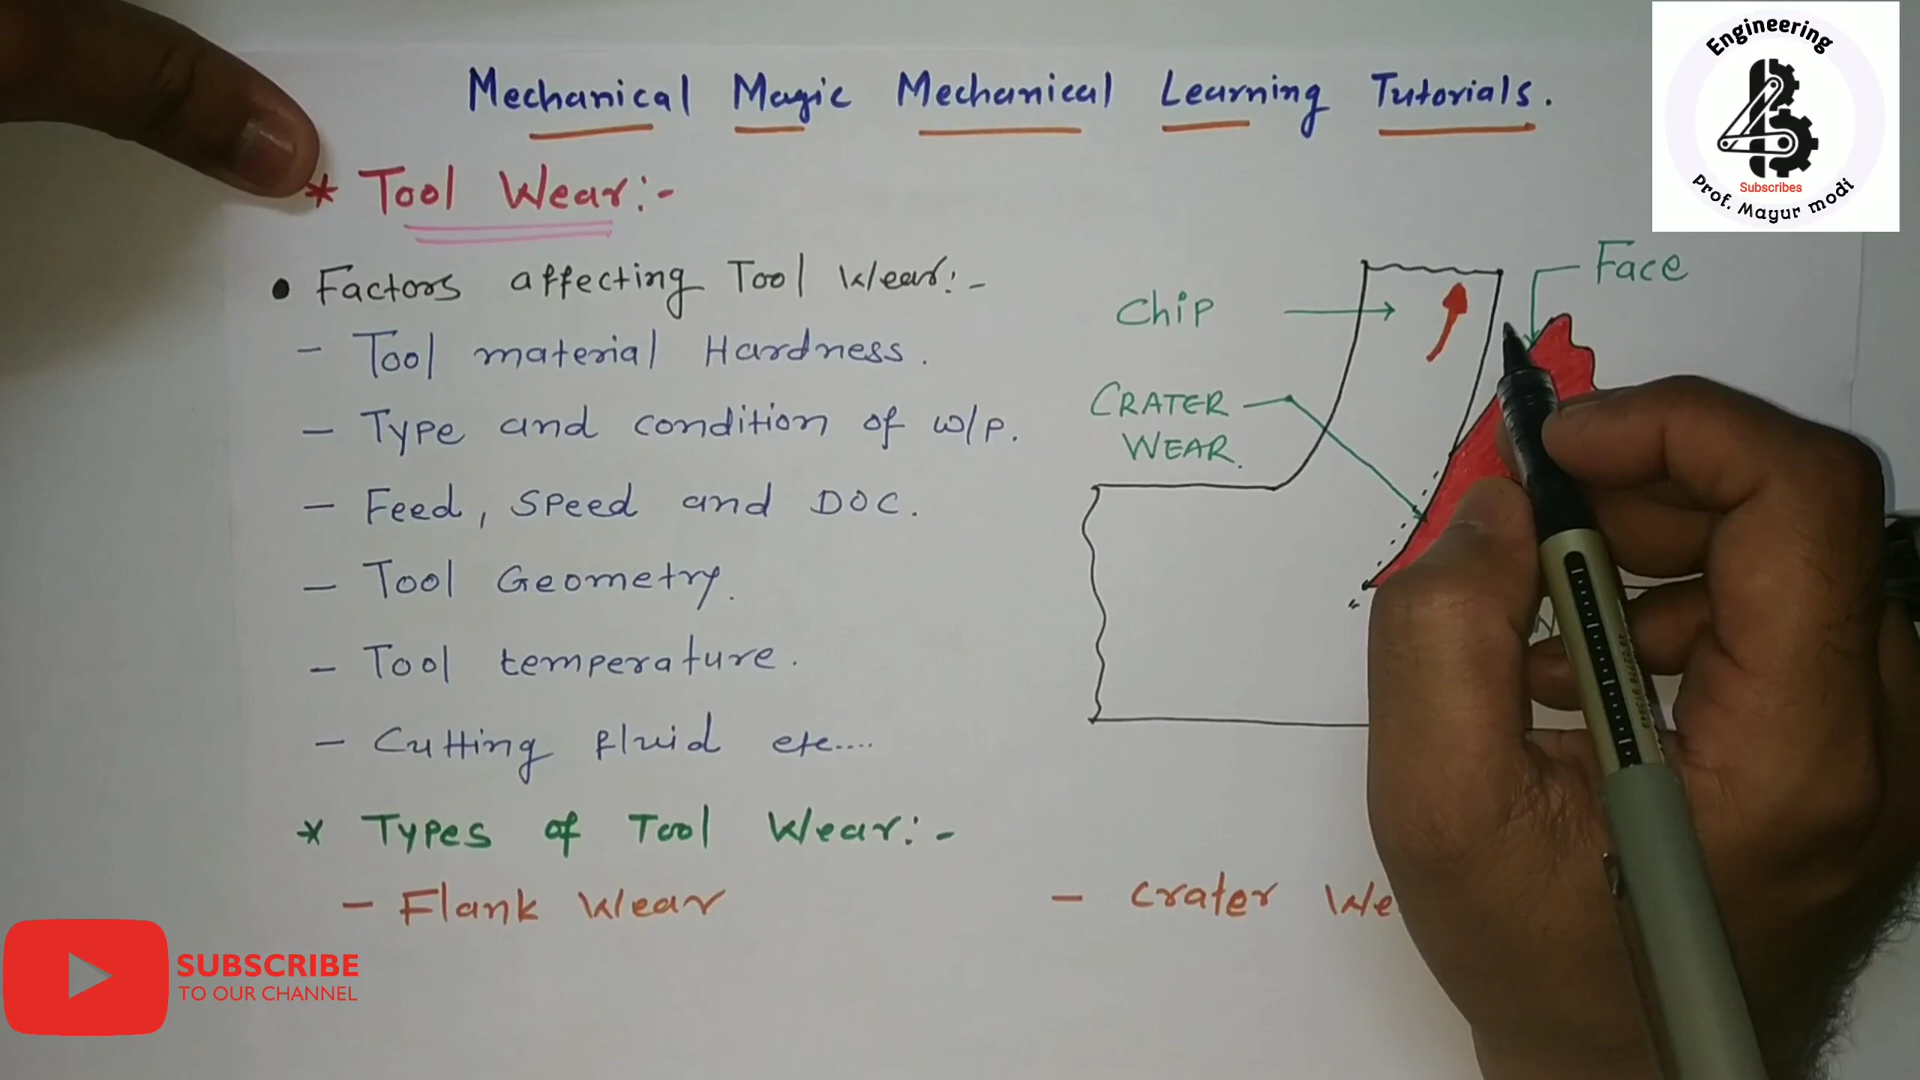 Mechanical Magic Mechanical Learning Tutorials.
* Tool Wear:-
• Factors affecting Tool Wear:-
- Tool material Hardness.
- Type and condition of w/p.
- Feed, Speed and DOC.
- Tool Geometry.
- Tool temperature.
- Cutting fluid etc....
* Types of Tool Wear:-
- Flank Wear
- Crater
Chip
Face
CRATER
WEAR.
Engineering
Subscribes
Prof. Mayur modi
SUBSCRIBE
TO OUR CHANNEL